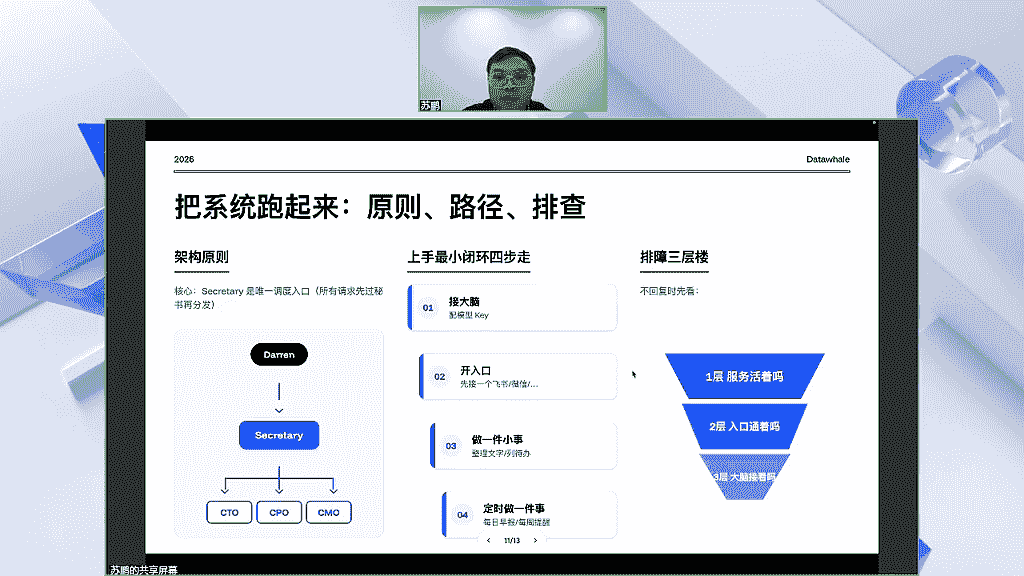 苏鹏
2026
Datawhale
把系统跑起来：原则、路径、排查
架构原则
核心：Secretary 是唯一调度入口（所有请求先过秘
书再分发）
Darren
Secretary
CTO
CPO
CMO
上手最小闭环四步走
01
接大脑
配模型 Key
02
开入口
先接一个飞书/微信/...
03
做一件小事
整理文字/列待办
04
定时做一件事
每日早报/每周提醒
11/13
排障三层楼
不回复时先看：
1层 服务活着吗
2层 入口通着吗
3层 大脑接着吗
苏鹏的共享屏幕